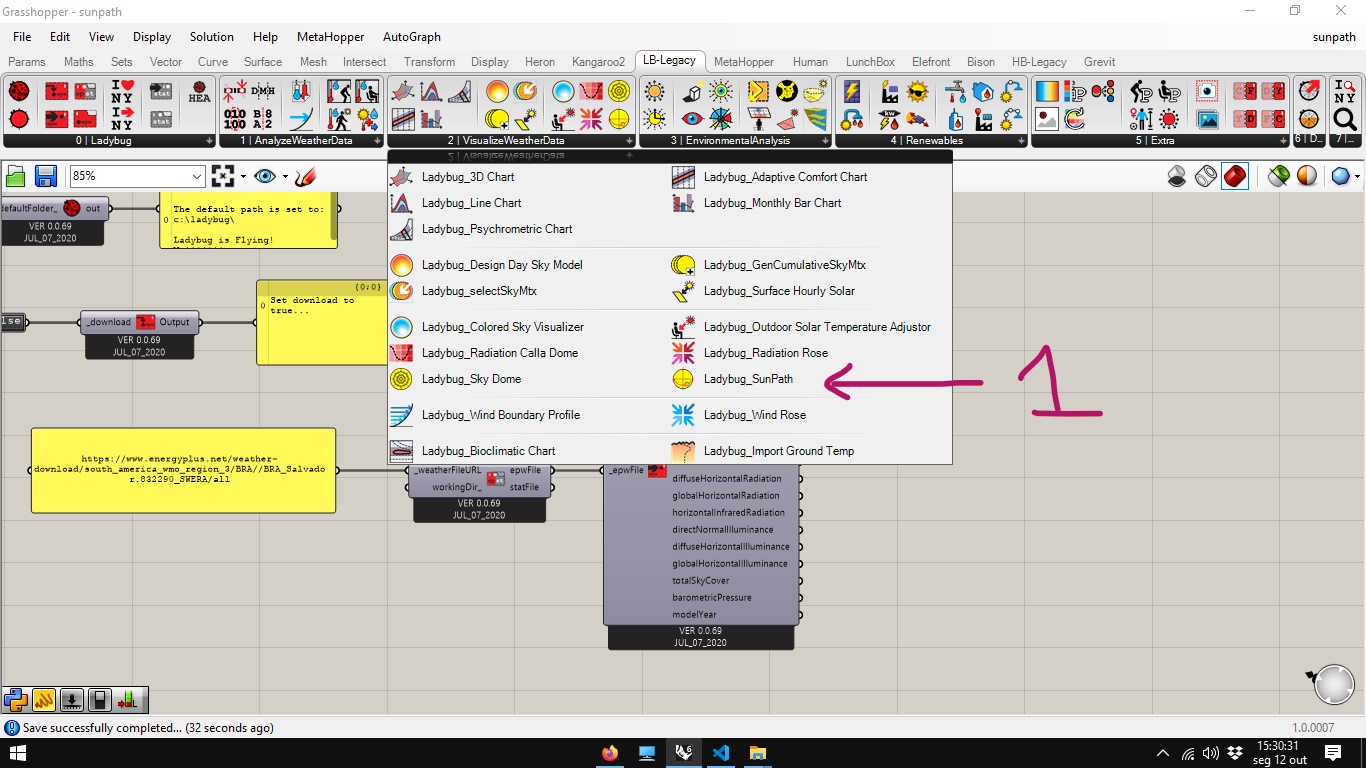 Grasshopper - sunpath
File Edit View Display Solution Help MetaHopper AutoGraph sunpath
Params Maths Sets Vector Curve Surface Mesh Intersect Transform Display Heron Kangaroo2 LB-Legacy MetaHopper Human LunchBox Elefront Bison HB-Legacy Grevit
0 | Ladybug 1 | AnalyzeWeatherData 2 | VisualizeWeatherData 3 | EnvironmentalAnalysis 4 | Renewables 5 | Extra 6 | D... 7 |...
2 | VisualizeWeatherData
85%
Ladybug_3D Chart Ladybug_Adaptive Comfort Chart
Ladybug_Line Chart Ladybug_Monthly Bar Chart
Ladybug_Psychrometric Chart
Ladybug_Design Day Sky Model Ladybug_GenCumulativeSkyMtx
Ladybug_selectSkyMtx Ladybug_Surface Hourly Solar
Ladybug_Colored Sky Visualizer Ladybug_Outdoor Solar Temperature Adjustor
Ladybug_Radiation Calla Dome Ladybug_Radiation Rose
Ladybug_Sky Dome Ladybug_SunPath
Ladybug_Wind Boundary Profile Ladybug_Wind Rose
Ladybug_Bioclimatic Chart Ladybug_Import Ground Temp
1
defaultFolder_ out
VER 0.0.69
JUL_07_2020
0
The default path is set to:
c:\ladybug\
Ladybug is Flying!
lse
_download Output
VER 0.0.69
JUL_07_2020
{0;0}
0
Set download to
true...
https://www.energyplus.net/weather-
download/south_america_wmo_region_3/BRA//BRA_Salvado
r.832290_SWERA/all
_weatherFileURL epwFile
workingDir_ statFile
VER 0.0.69
JUL_07_2020
_epwFile
diffuseHorizontalRadiation
globalHorizontalRadiation
horizontalInfraredRadiation
directNormalIlluminance
diffuseHorizontalIlluminance
globalHorizontalIlluminance
totalSkyCover
barometricPressure
modelYear
VER 0.0.69
JUL_07_2020
Save successfully completed... (32 seconds ago) 1.0.0007
15:30:31
seg 12 out